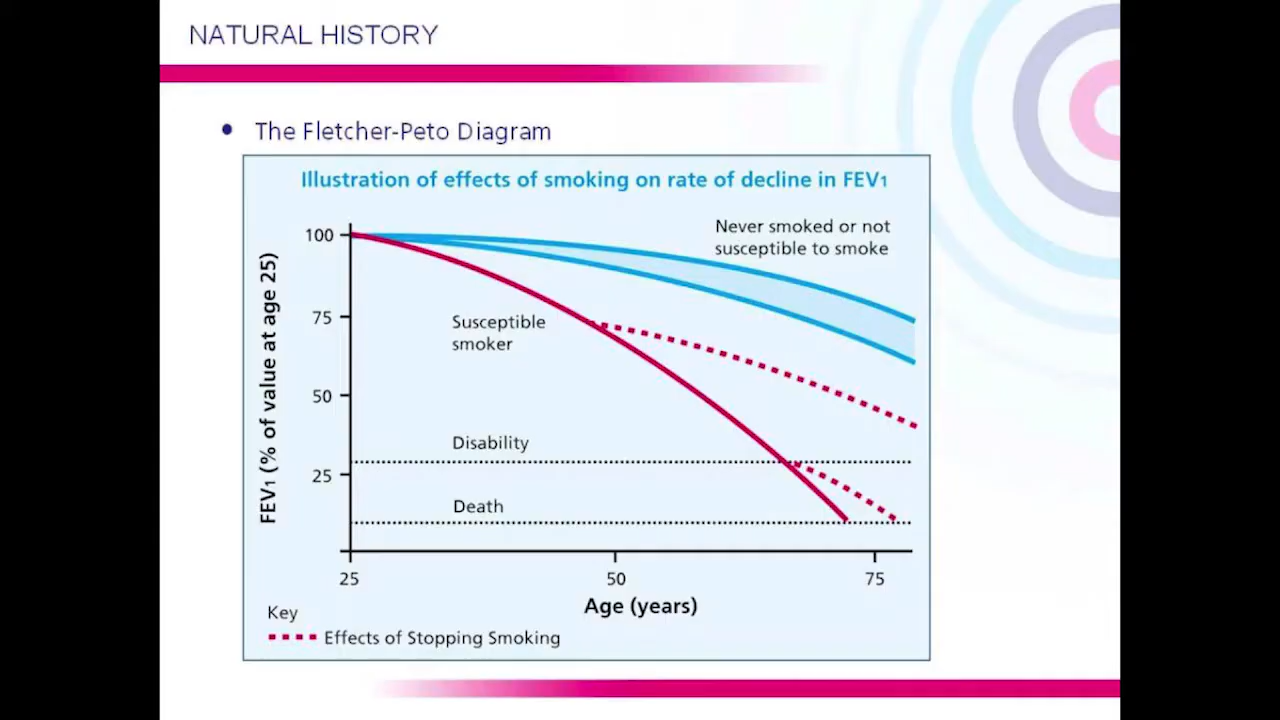 NATURAL HISTORY
• The Fletcher-Peto Diagram
Illustration of effects of smoking on rate of decline in FEV1
Never smoked or not
susceptible to smoke
100
75
50
25
FEV1 (% of value at age 25)
Susceptible
smoker
Disability
Death
25 50 75
Age (years)
Key
Effects of Stopping Smoking